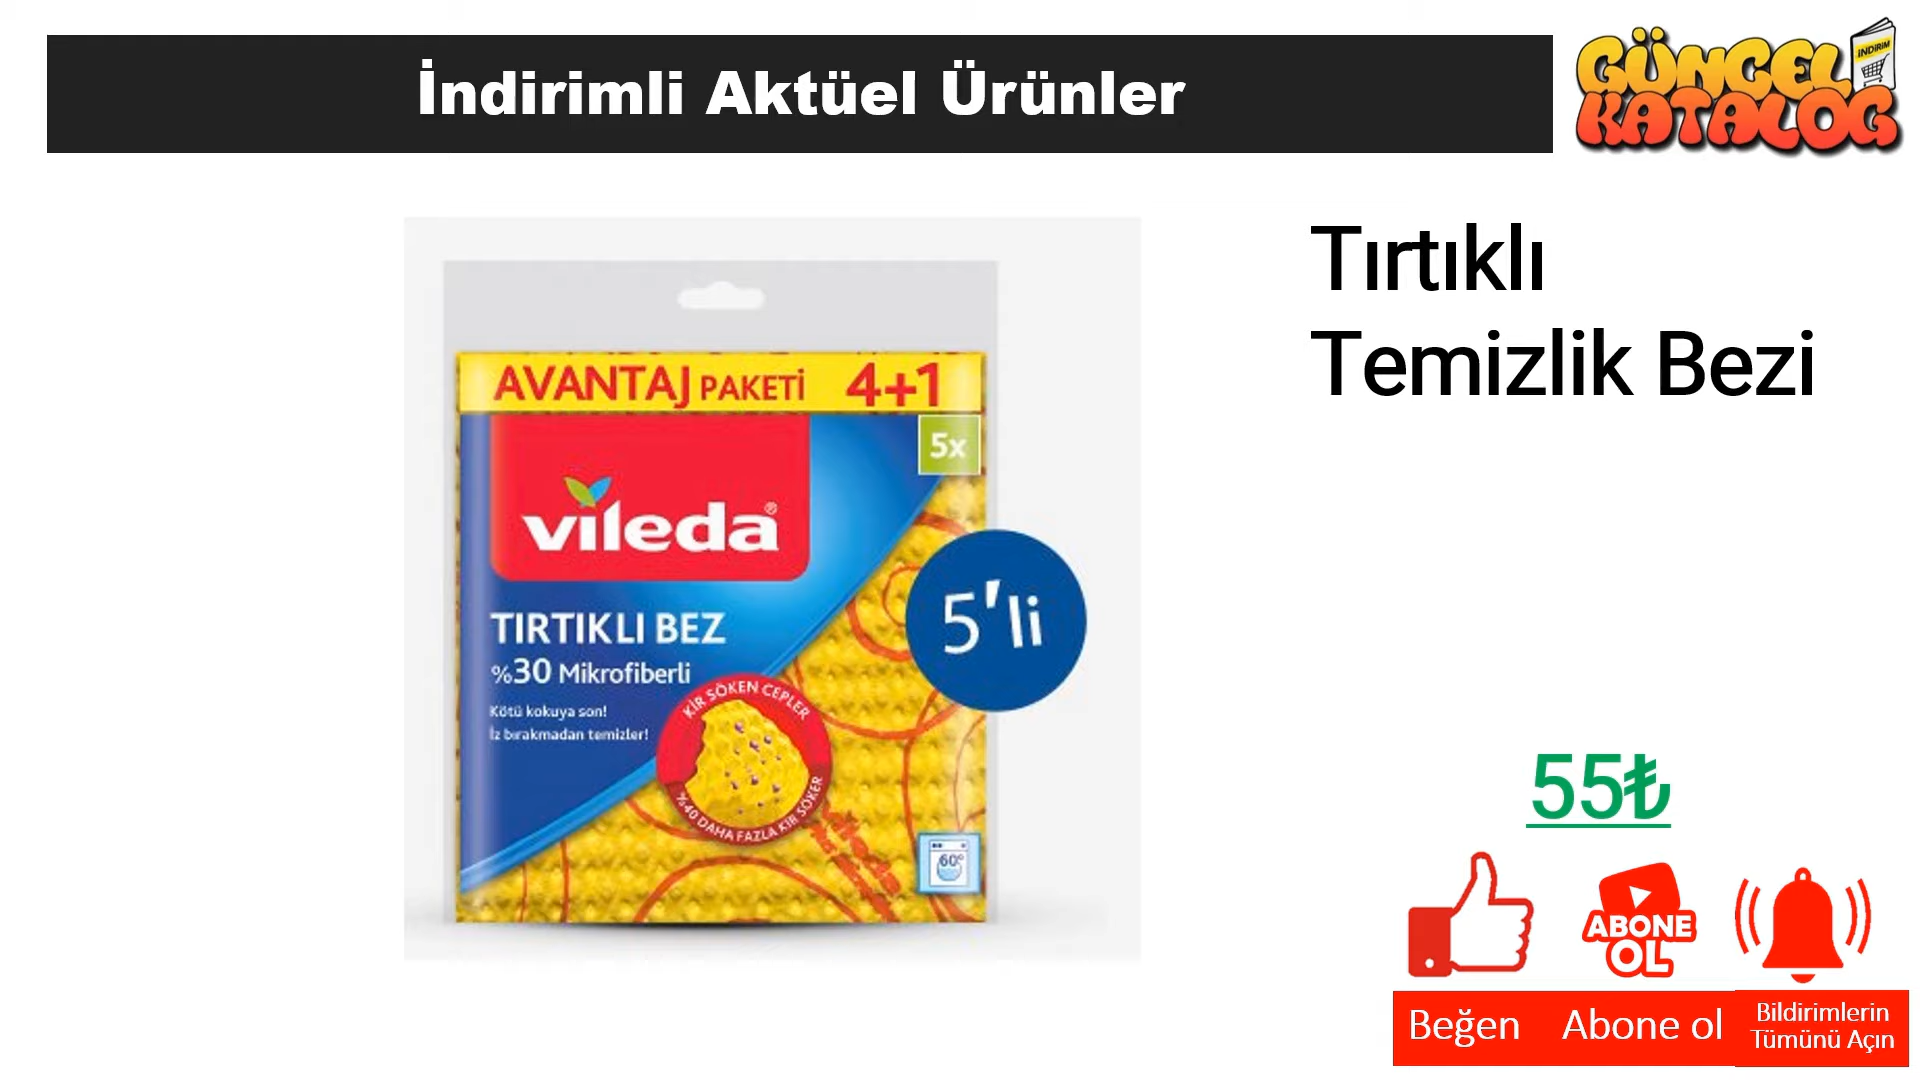 İndirimli Aktüel Ürünler
GÜNCEL
KATALOG
İNDİRİM
Tırtıklı
Temizlik Bezi
AVANTAJ PAKETİ 4+1
5x
vileda®
TIRTIKLI BEZ
%30 Mikrofiberli
Kötü kokuya son!
İz bırakmadan temizler!
KİR SÖKEN CEPLER
%40 DAHA FAZLA KİR SÖKER
5'li
60°
55₺
ABONE
OL
Beğen
Abone ol
Bildirimlerin
Tümünü Açın